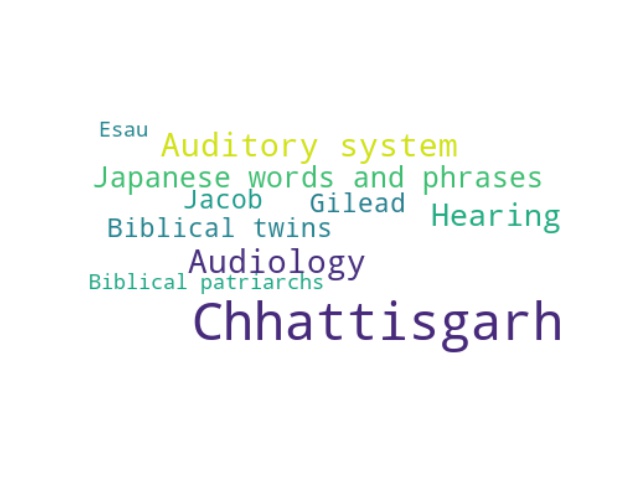 Esau
Auditory system
Japanese words and phrases
Jacob
Gilead
Hearing
Biblical twins
Audiology
Biblical patriarchs
Chhattisgarh